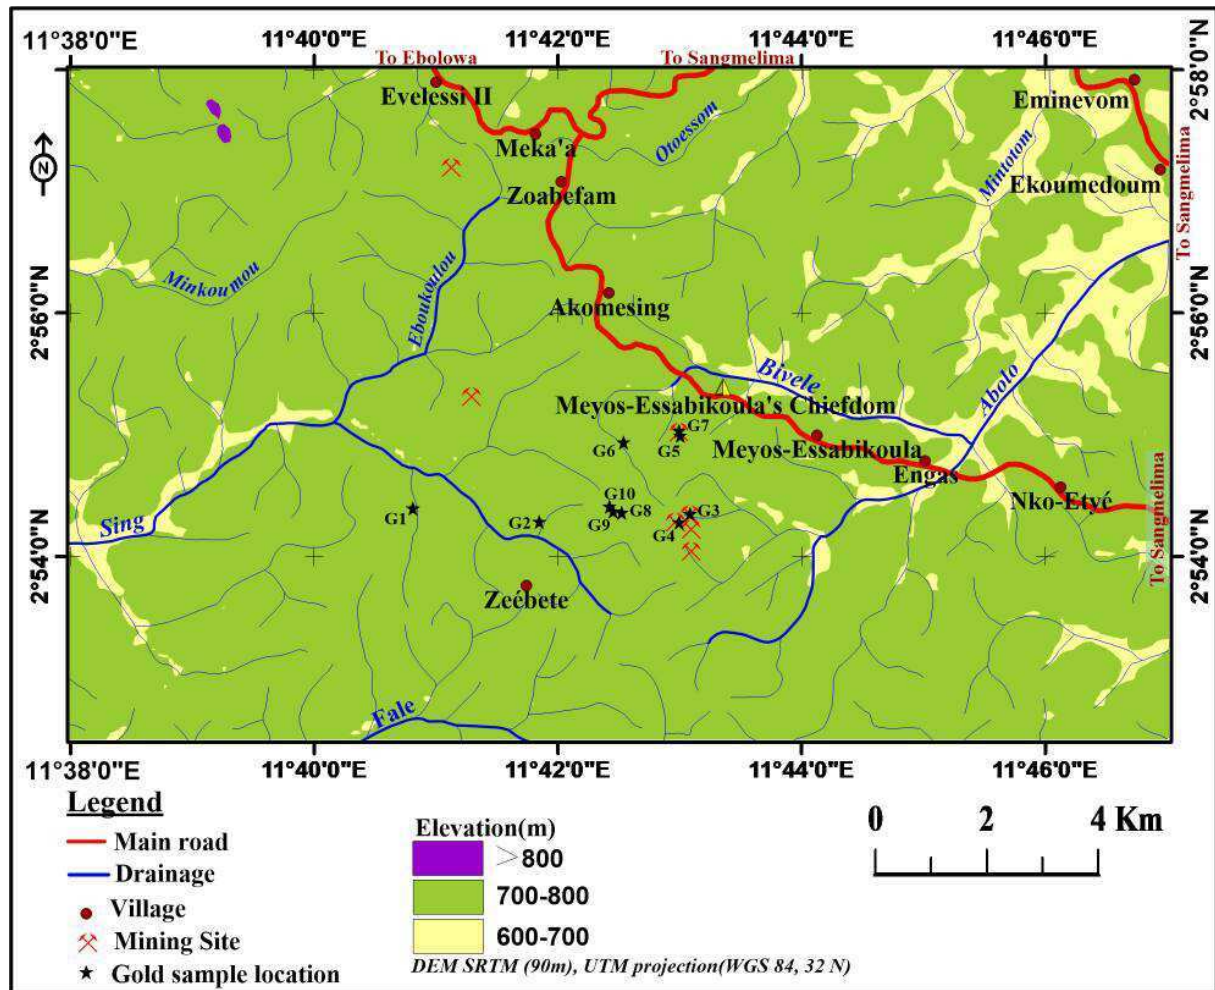 11°38'0"E 11°40'0"E 11°42'0"E 11°44'0"E 11°46'0"E
To Ebolowa To Sangmelima
2°58'0"N
Evelessi II
Eminevom
Meka'a
Otoessom
N
Mintotom
To Sangmelima
Ekoumedoum
Zoabefam
Minkoumou
Eboukoulou
2°56'0"N
Akomesing
2°56'0"N
Bivele
Abolo
Meyos-Essabikoula's Chiefdom
G7
G6 G5
Meyos-Essabikoula
Engas
Nko-Etyé
G10
G1 G2 G9 G8 G3
G4
Sing
To Sangmelima
2°54'0"N
2°54'0"N
Zeébete
Fale
11°38'0"E 11°40'0"E 11°42'0"E 11°44'0"E 11°46'0"E
Legend
Main road
Drainage
Village
Mining Site
Gold sample location
Elevation(m)
>800
700-800
600-700
DEM SRTM (90m), UTM projection(WGS 84, 32 N)
0 2 4 Km